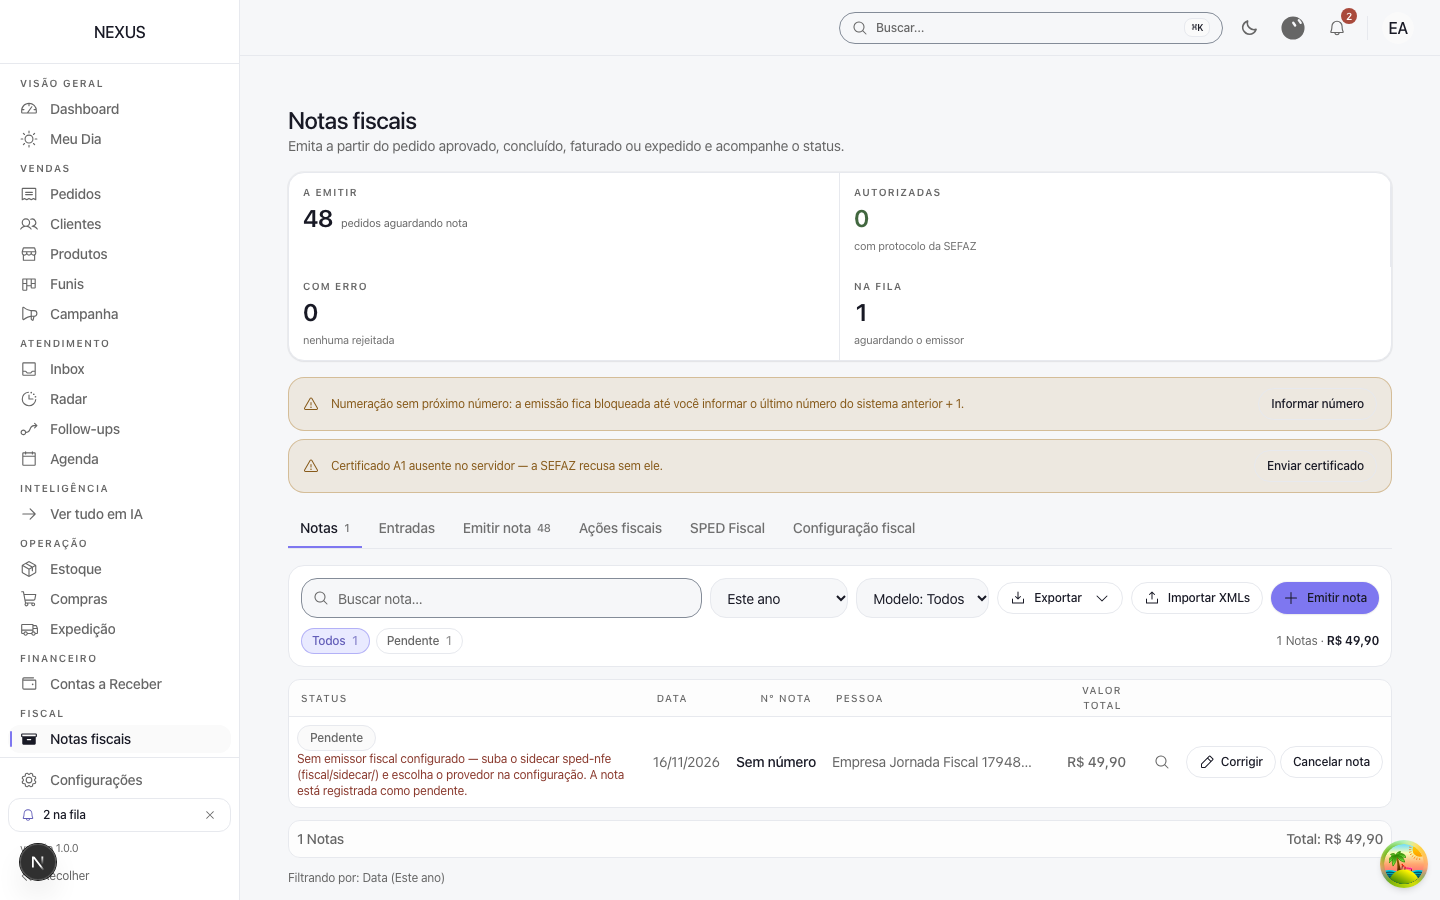 NEXUS
Buscar...
⌘K
2
EA
VISÃO GERAL
Dashboard
Meu Dia
VENDAS
Pedidos
Clientes
Produtos
Funis
Campanha
ATENDIMENTO
Inbox
Radar
Follow-ups
Agenda
INTELIGÊNCIA
Ver tudo em IA
OPERAÇÃO
Estoque
Compras
Expedição
FINANCEIRO
Contas a Receber
FISCAL
Notas fiscais
Configurações
2 na fila
1.0.0
N
Notas fiscais
Emita a partir do pedido aprovado, concluído, faturado ou expedido e acompanhe o status.
A EMITIR
48 pedidos aguardando nota
AUTORIZADAS
0
com protocolo da SEFAZ
COM ERRO
0
nenhuma rejeitada
NA FILA
1
aguardando o emissor
Numeração sem próximo número: a emissão fica bloqueada até você informar o último número do sistema anterior + 1.
Informar número
Certificado A1 ausente no servidor — a SEFAZ recusa sem ele.
Enviar certificado
Notas 1
Entradas
Emitir nota 48
Ações fiscais
SPED Fiscal
Configuração fiscal
Buscar nota...
Este ano
Modelo: Todos
Exportar
Importar XMLs
Emitir nota
Todos 1
Pendente 1
1 Notas · R$ 49,90
STATUS
DATA
Nº NOTA
PESSOA
VALOR TOTAL
Pendente
Sem emissor fiscal configurado — suba o sidecar sped-nfe
(fiscal/sidecar/) e escolha o provedor na configuração. A nota
está registrada como pendente.
16/11/2026
Sem número
Empresa Jornada Fiscal 17948...
R$ 49,90
Corrigir
Cancelar nota
1 Notas
Total: R$ 49,90
Filtrando por: Data (Este ano)